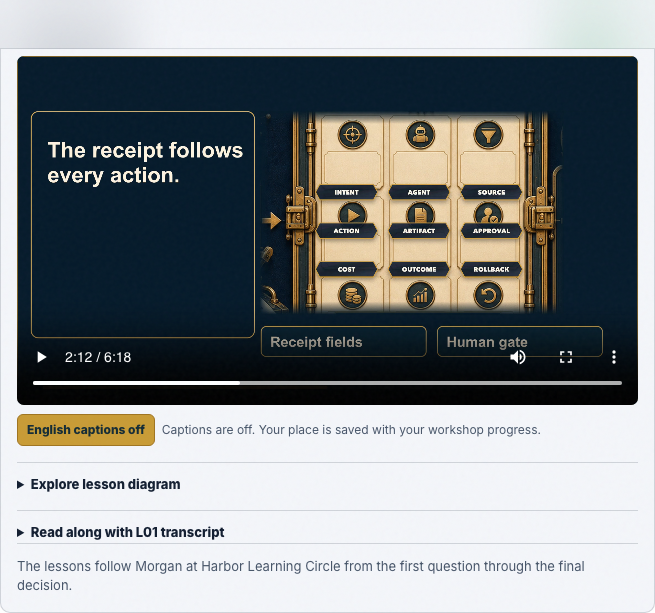 The receipt follows
every action.
INTENT AGENT SOURCE
ACTION ARTIFACT APPROVAL
COST OUTCOME ROLLBACK
Receipt fields Human gate
2:12 / 6:18
English captions off Captions are off. Your place is saved with your workshop progress.
Explore lesson diagram
Read along with L01 transcript
The lessons follow Morgan at Harbor Learning Circle from the first question through the final
decision.